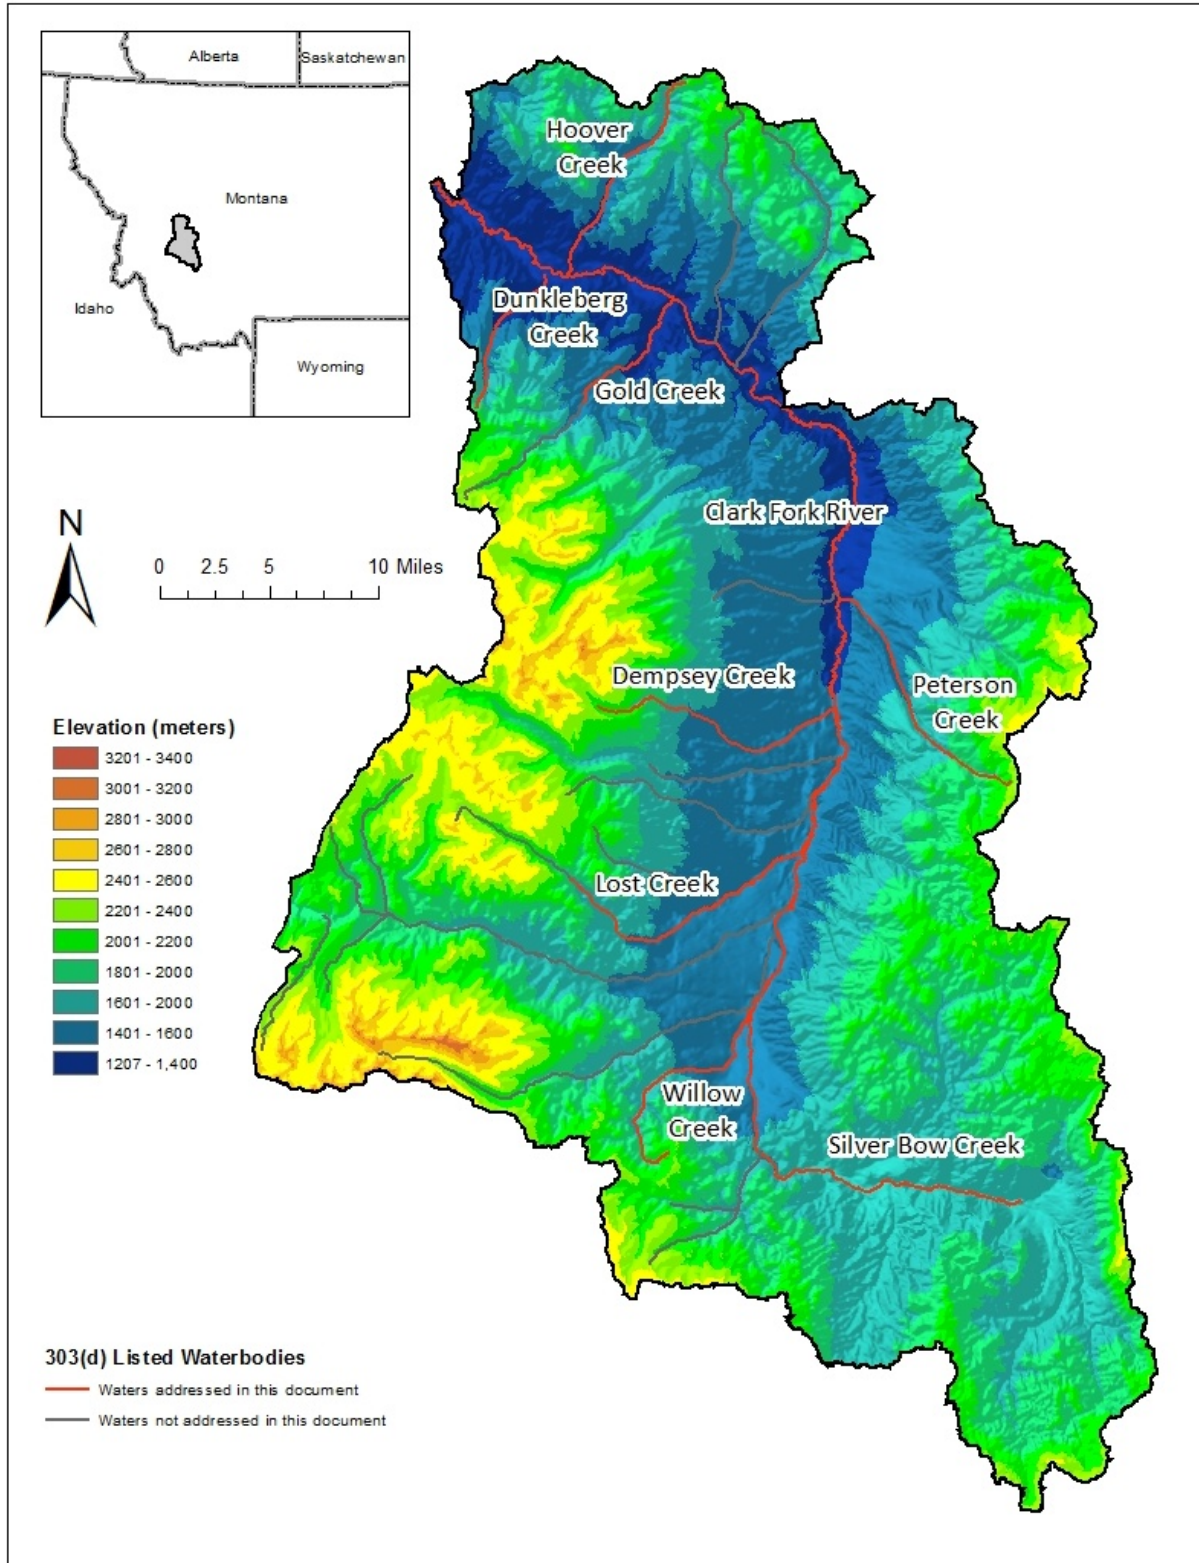 Alberta
Saskatchewan
Montana
Idaho
Wyoming
Hoover
Creek
Dunkleberg
Creek
Gold Creek
Clark Fork River
N
0 2.5 5 10 Miles
Dempsey Creek
Peterson
Creek
Elevation (meters)
3201 - 3400
3001 - 3200
2801 - 3000
2601 - 2800
2401 - 2600
2201 - 2400
2001 - 2200
1801 - 2000
1601 - 2000
1401 - 1600
1207 - 1,400
Lost Creek
Willow
Creek
Silver Bow Creek
303(d) Listed Waterbodies
Waters addressed in this document
Waters not addressed in this document